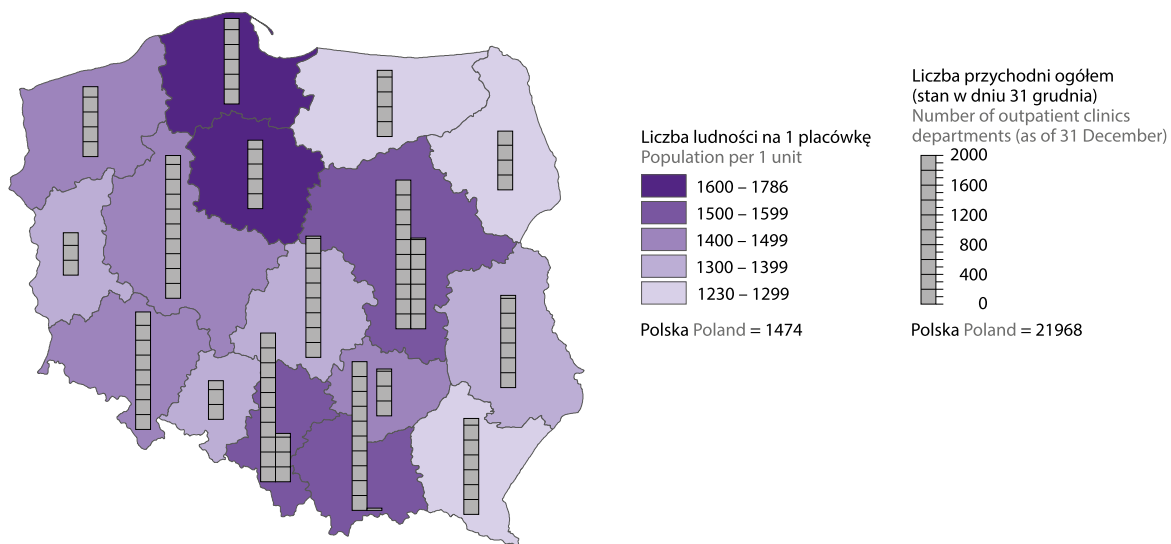 Liczba ludności na 1 placówkę
Population per 1 unit
1600 – 1786
1500 – 1599
1400 – 1499
1300 – 1399
1230 – 1299
Polska Poland = 1474
Liczba przychodni ogółem
(stan w dniu 31 grudnia)
Number of outpatient clinics
departments (as of 31 December)
2000
1600
1200
800
400
0
Polska Poland = 21968